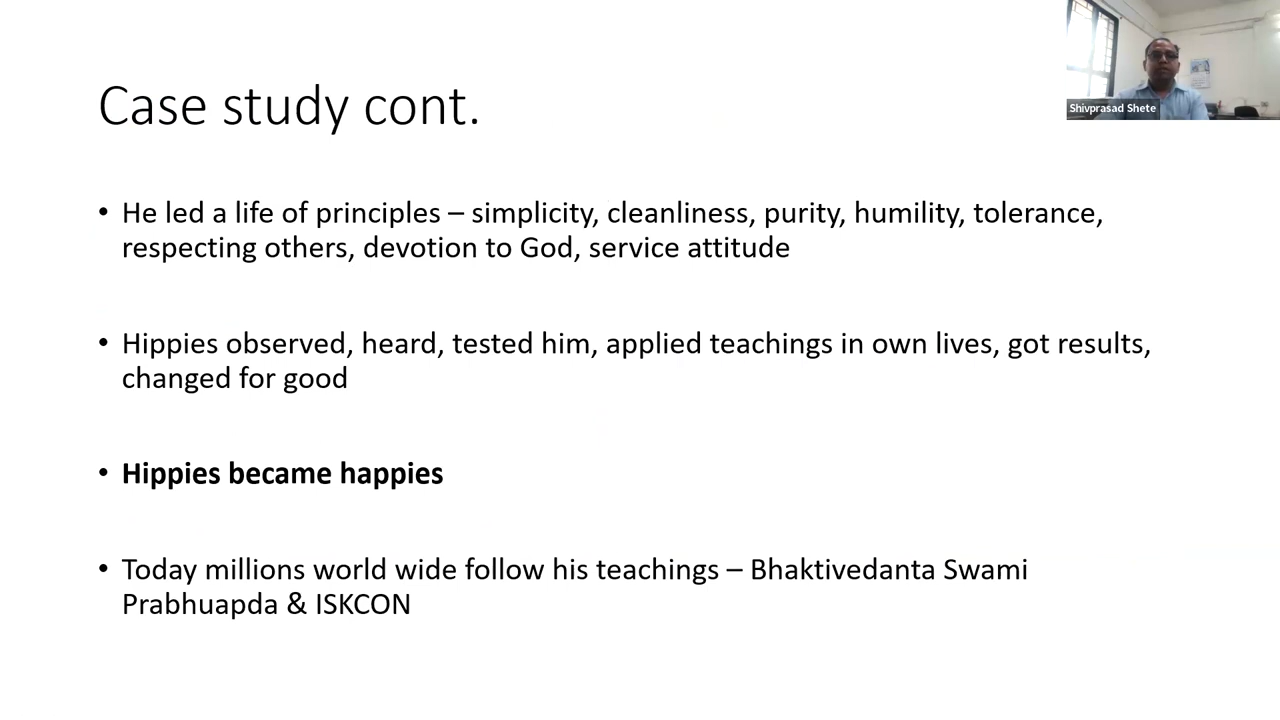 Case study cont.
Shivprasad Shete
• He led a life of principles – simplicity, cleanliness, purity, humility, tolerance,
respecting others, devotion to God, service attitude
• Hippies observed, heard, tested him, applied teachings in own lives, got results,
changed for good
• Hippies became happies
• Today millions world wide follow his teachings – Bhaktivedanta Swami
Prabhuapda & ISKCON